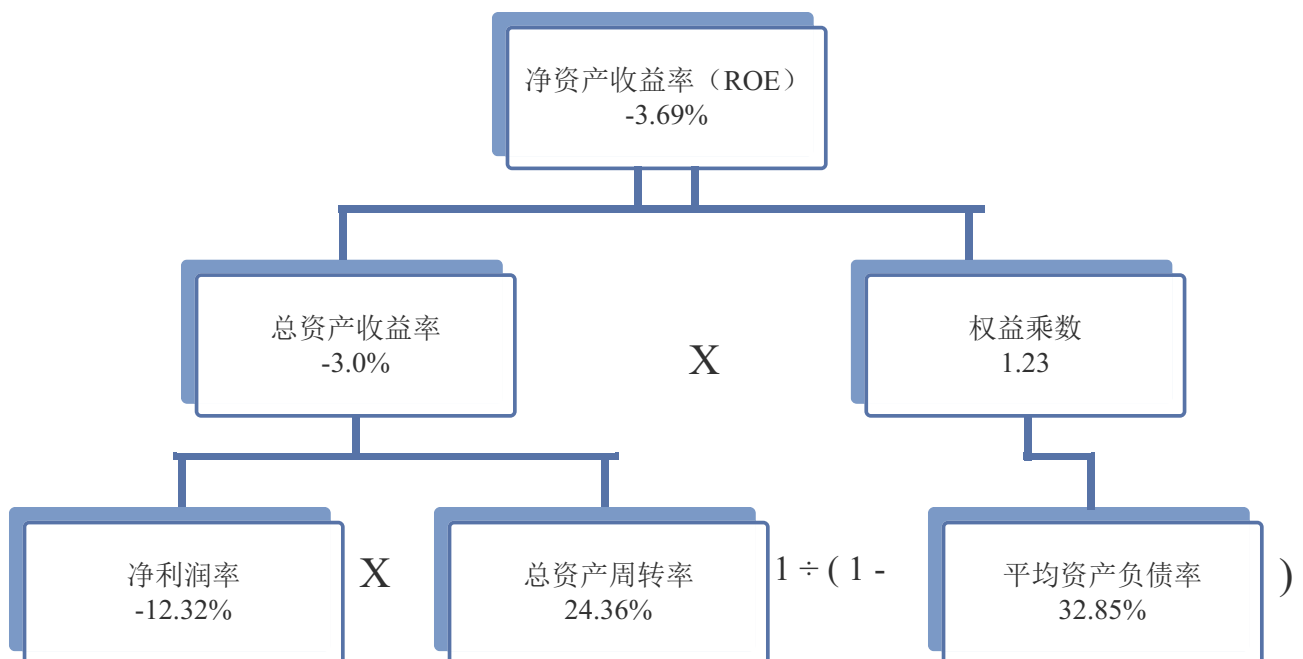 净资产收益率（ROE）
-3.69%
总资产收益率
-3.0%
X
权益乘数
1.23
净利润率
-12.32%
X
总资产周转率
24.36%
1 ÷ ( 1 -
平均资产负债率
32.85%
)